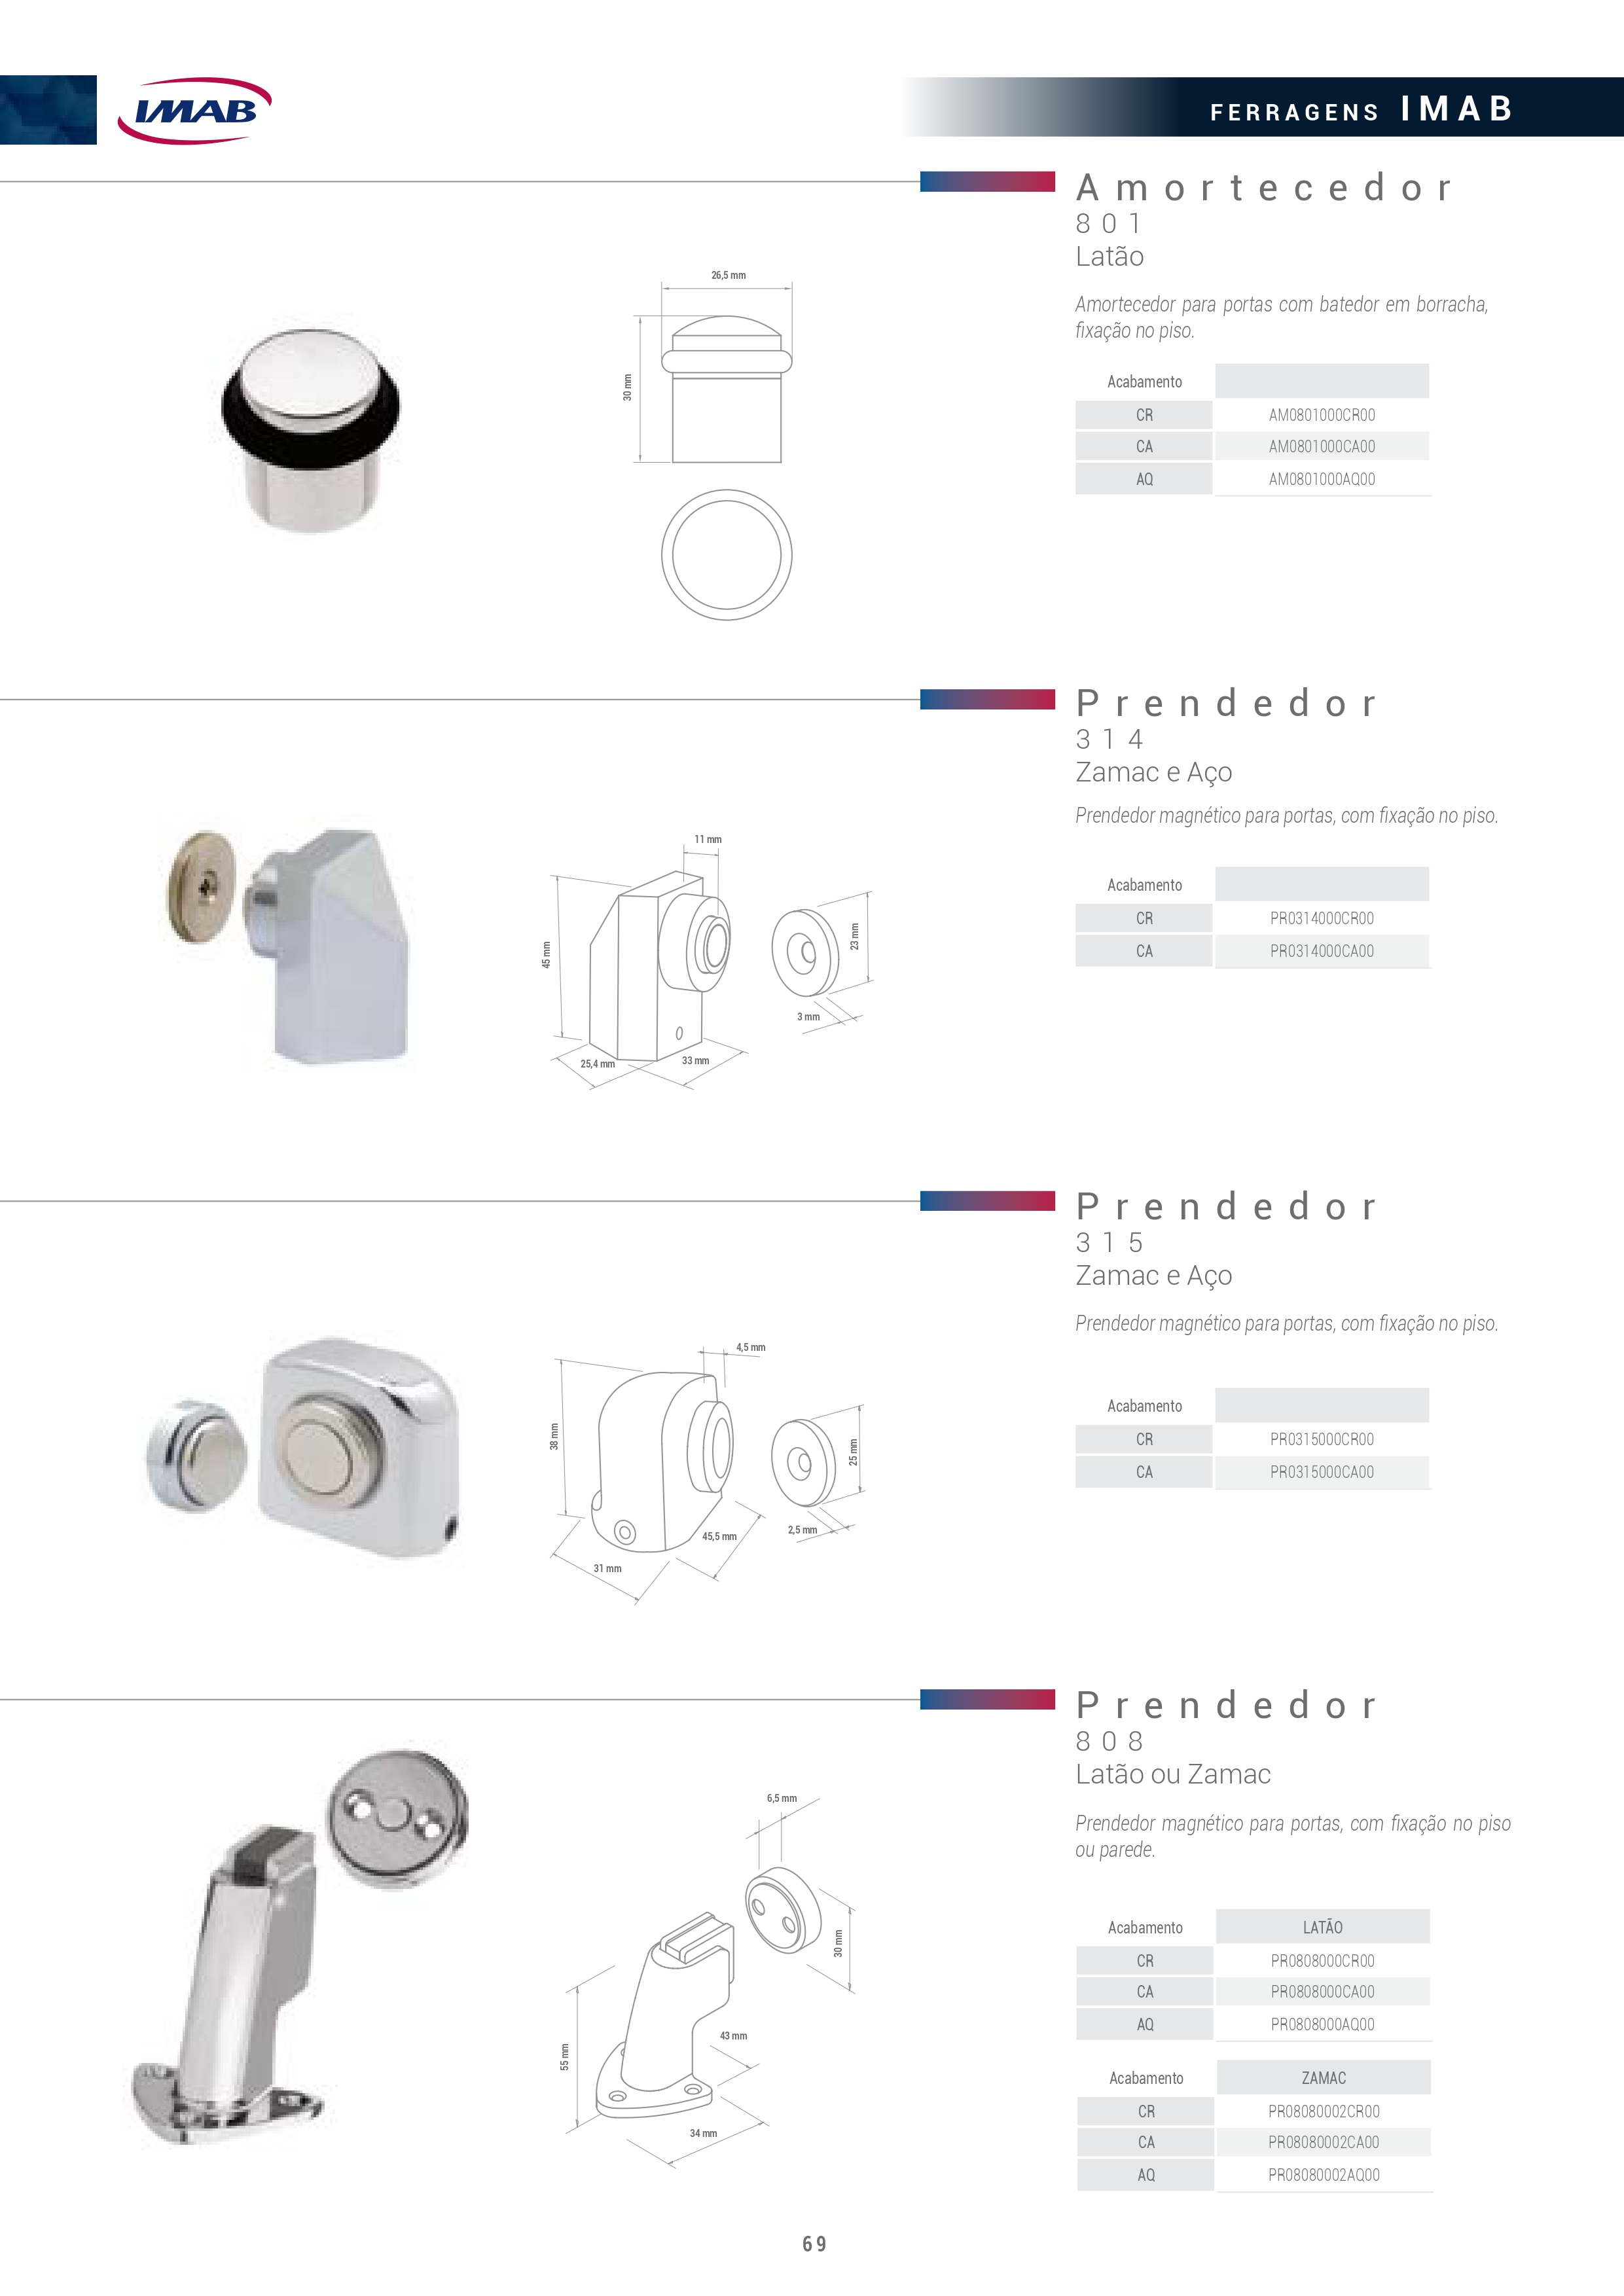 IMAB
FERRAGENS IMAB
Amortecedor
801
Latão
Amortecedor para portas com batedor em borracha,
fixação no piso.
26,5 mm
30 mm
Acabamento
CR AM0801000CR00
CA AM0801000CA00
AQ AM0801000AQ00
Prendedor
314
Zamac e Aço
Prendedor magnético para portas, com fixação no piso.
11 mm
45 mm
23 mm
3 mm
25,4 mm
33 mm
Acabamento
CR PR0314000CR00
CA PR0314000CA00
Prendedor
315
Zamac e Aço
Prendedor magnético para portas, com fixação no piso.
4,5 mm
38 mm
25 mm
45,5 mm
2,5 mm
31 mm
Acabamento
CR PR0315000CR00
CA PR0315000CA00
Prendedor
808
Latão ou Zamac
Prendedor magnético para portas, com fixação no piso
ou parede.
6,5 mm
30 mm
43 mm
55 mm
34 mm
Acabamento LATÃO
CR PR0808000CR00
CA PR0808000CA00
AQ PR0808000AQ00
Acabamento ZAMAC
CR PR08080002CR00
CA PR08080002CA00
AQ PR08080002AQ00
69